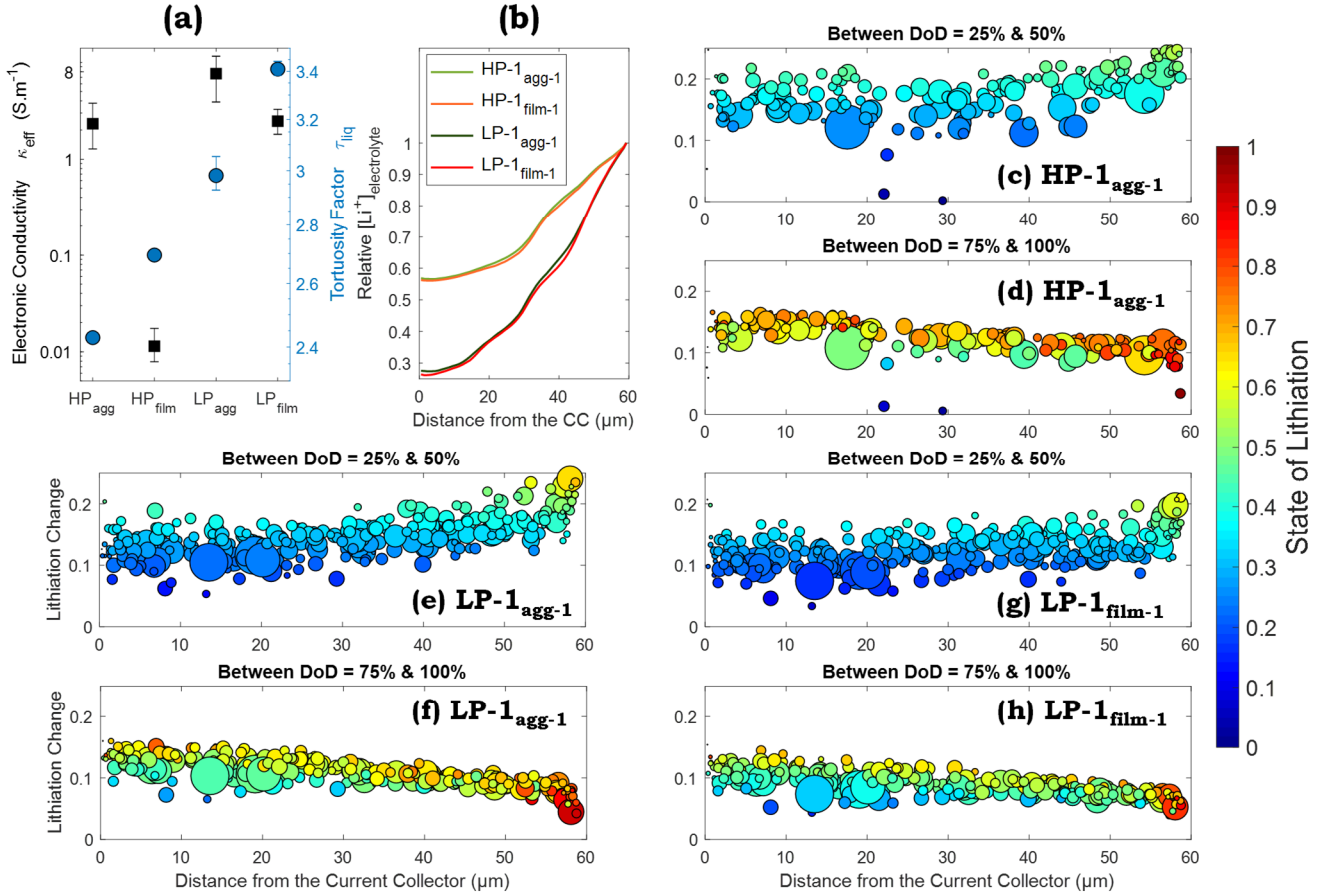 (a)
Electronic Conductivity κeff (S.m-1)
8
1
0.1
0.01
3.4
3.2
3
2.8
2.6
2.4
Tortuosity Factor τliq
HPagg HPfilm LPagg LPfilm
(b)
HP-1agg-1
HP-1film-1
LP-1agg-1
LP-1film-1
Relative [Li+]electrolyte
1
0.9
0.8
0.7
0.6
0.5
0.4
0.3
0 20 40 60
Distance from the CC (μm)
Between DoD = 25% & 50%
0.2
0.1
0
(c) HP-1agg-1
0 10 20 30 40 50 60
Between DoD = 75% & 100%
0.2
0.1
0
(d) HP-1agg-1
0 10 20 30 40 50 60
Between DoD = 25% & 50%
Lithiation Change
0.2
0.1
0
(e) LP-1agg-1
0 10 20 30 40 50 60
Between DoD = 75% & 100%
Lithiation Change
0.2
0.1
0
(f) LP-1agg-1
0 10 20 30 40 50 60
Distance from the Current Collector (μm)
Between DoD = 25% & 50%
0.2
0.1
0
(g) LP-1film-1
0 10 20 30 40 50 60
Between DoD = 75% & 100%
0.2
0.1
0
(h) LP-1film-1
0 10 20 30 40 50 60
Distance from the Current Collector (μm)
1
0.9
0.8
0.7
0.6
0.5
0.4
0.3
0.2
0.1
0
State of Lithiation